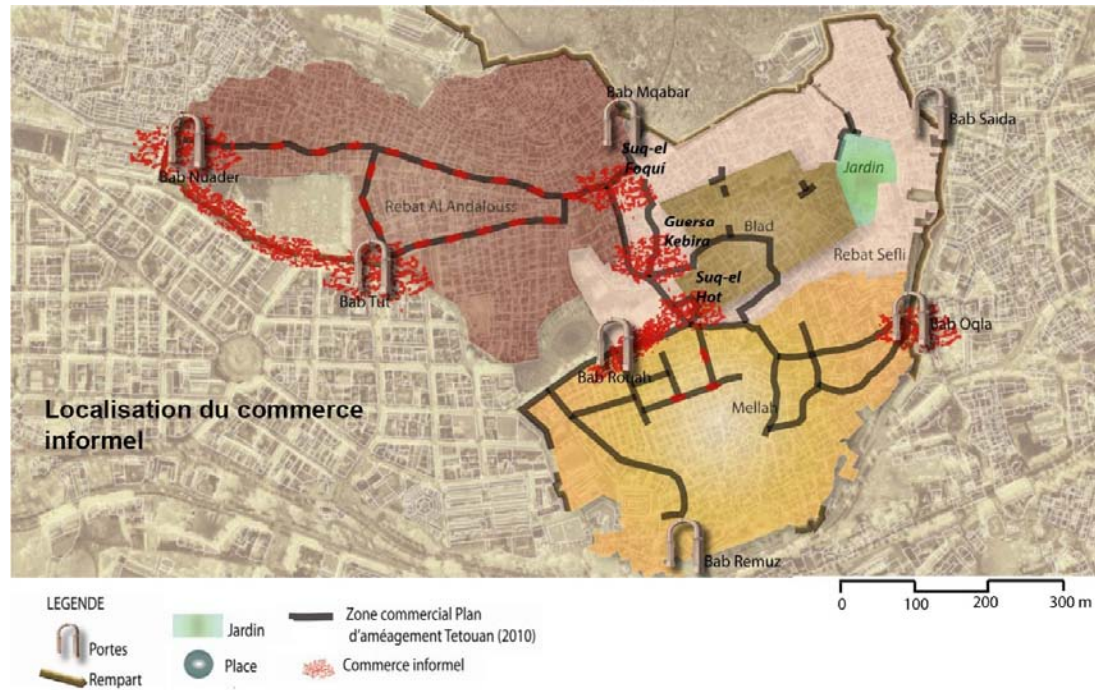 Bab Mqabar
Bab Saida
Suq-el
Foquí
Jardin
Bab Nuader
Rebat Al Andalouss
Guersa
Kebira
Blad
Rebat Sefli
Suq-el
Hot
Bab Tut
Bab Oqla
Bab Rouah
Localisation du commerce
informel
Mellah
Bab Remuz
0 100 200 300 m
LEGENDE
Portes
Rempart
Jardin
Place
Zone commercial Plan
d'améagement Tetouan (2010)
Commerce informel